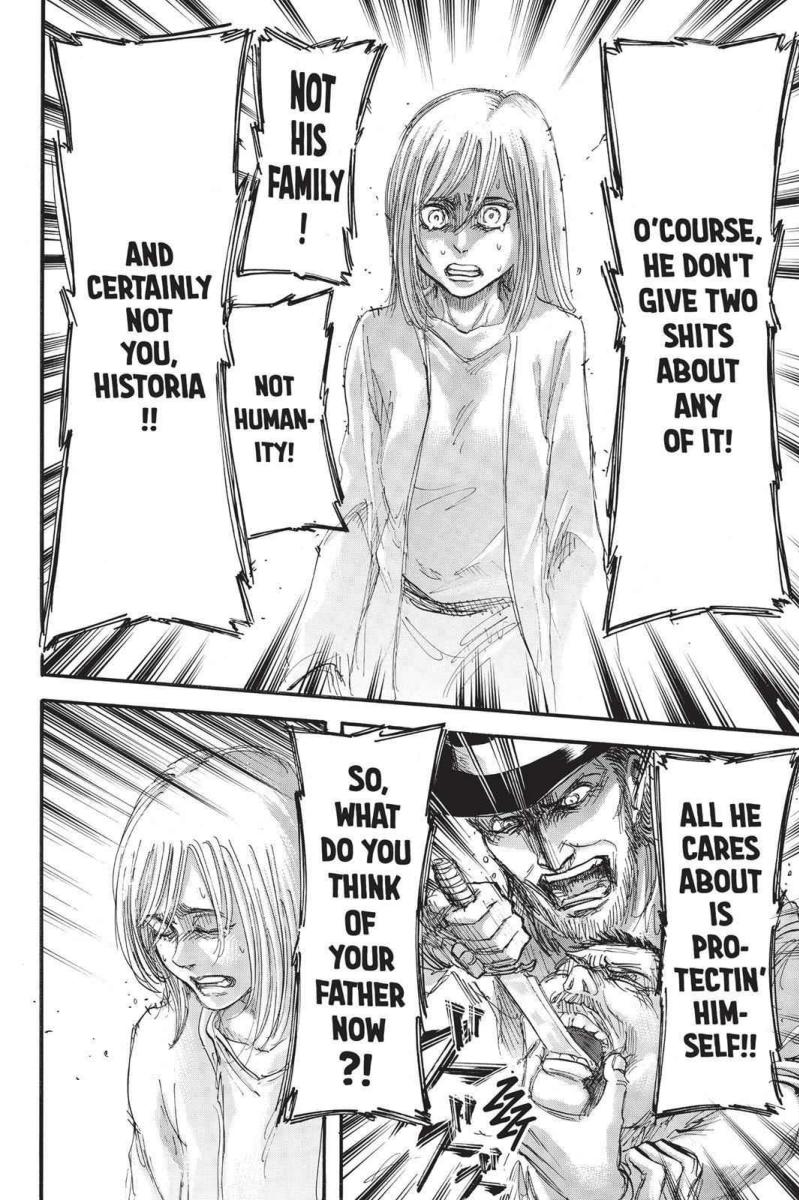 O'COURSE,
HE DON'T
GIVE TWO
SHITS
ABOUT
ANY
OF IT!
NOT
HIS
FAMILY
!
NOT
HUMAN-
ITY!
AND
CERTAINLY
NOT
YOU,
HISTORIA
!!
ALL HE
CARES
ABOUT
IS
PRO-
TECTIN'
HIM-
SELF!!
SO,
WHAT
DO YOU
THINK
OF
YOUR
FATHER
NOW
?!